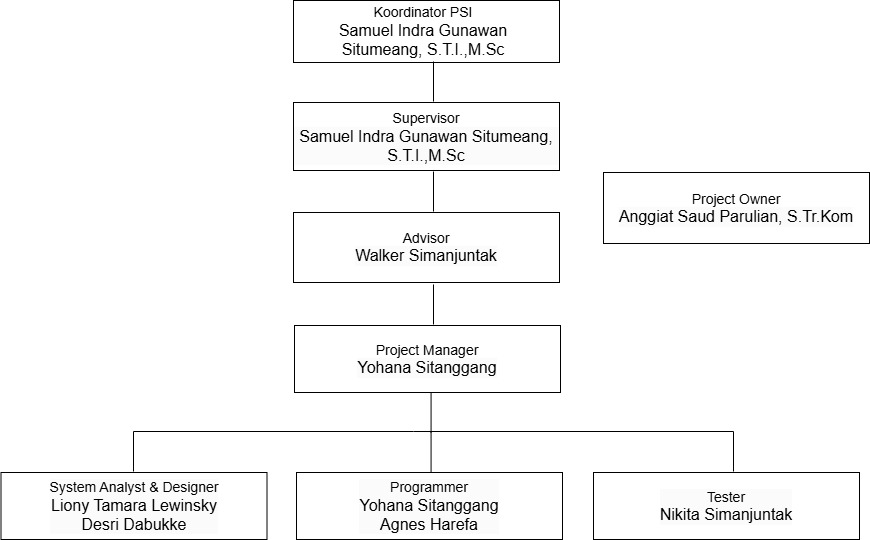 Koordinator PSI
Samuel Indra Gunawan
Situmeang, S.T.I.,M.Sc
Supervisor
Samuel Indra Gunawan Situmeang,
S.T.I.,M.Sc
Project Owner
Anggiat Saud Parulian, S.Tr.Kom
Advisor
Walker Simanjuntak
Project Manager
Yohana Sitanggang
System Analyst & Designer
Liony Tamara Lewinsky
Desri Dabukke
Programmer
Yohana Sitanggang
Agnes Harefa
Tester
Nikita Simanjuntak